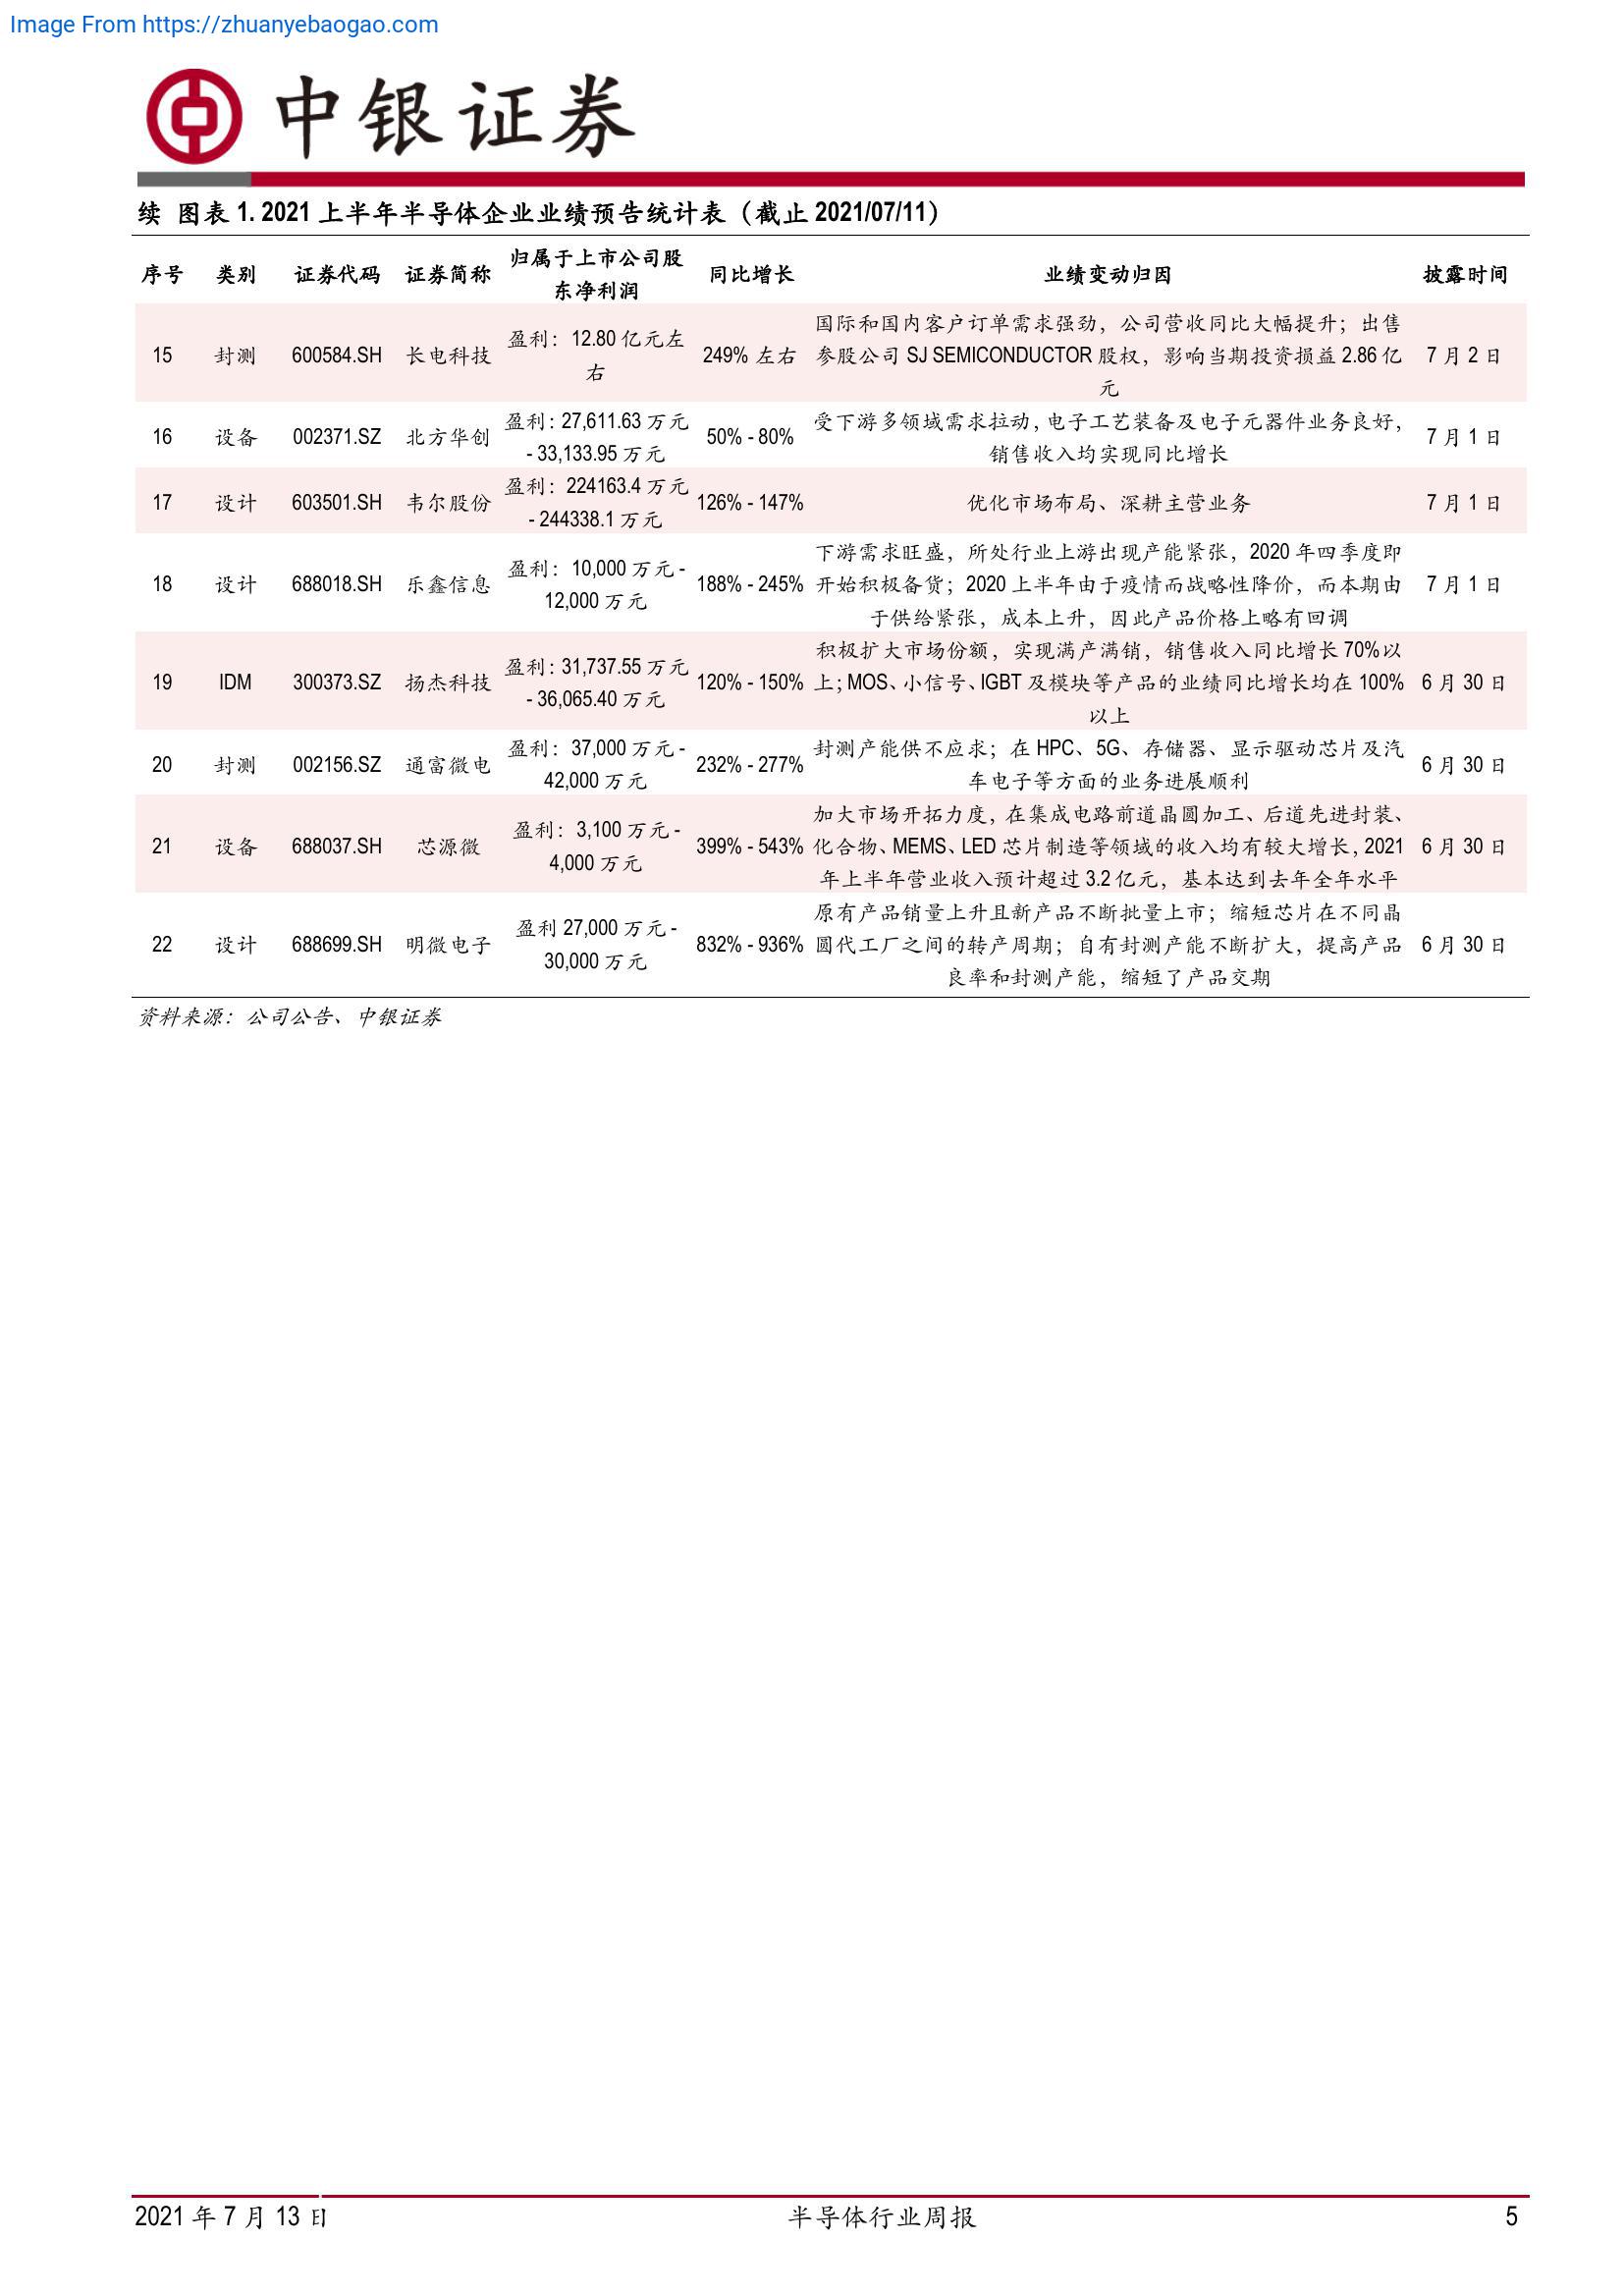 Image From https://zhuanyebaogao.com
中银证券
续 图表 1. 2021 上半年半导体企业业绩预告统计表（截止 2021/07/11）
序号 类别 证券代码 证券简称 归属于上市公司股东净利润 同比增长 业绩变动归因 披露时间
15 封测 600584.SH 长电科技 盈利：12.80 亿元左右 249% 左右 国际和国内客户订单需求强劲，公司营收同比大幅提升；出售参股公司 SJ SEMICONDUCTOR 股权，影响当期投资损益 2.86 亿元 7 月 2 日
16 设备 002371.SZ 北方华创 盈利：27,611.63 万元 - 33,133.95 万元 50% - 80% 受下游多领域需求拉动，电子工艺装备及电子元器件业务良好，销售收入均实现同比增长 7 月 1 日
17 设计 603501.SH 韦尔股份 盈利：224163.4 万元 - 244338.1 万元 126% - 147% 优化市场布局、深耕主营业务 7 月 1 日
18 设计 688018.SH 乐鑫信息 盈利：10,000 万元 - 12,000 万元 188% - 245% 下游需求旺盛，所处行业上游出现产能紧张，2020 年四季度即开始积极备货；2020 上半年由于疫情而战略性降价，而本期由于供给紧张，成本上升，因此产品价格上略有回调 7 月 1 日
19 IDM 300373.SZ 扬杰科技 盈利：31,737.55 万元 - 36,065.40 万元 120% - 150% 积极扩大市场份额，实现满产满销，销售收入同比增长 70%以上；MOS、小信号、IGBT 及模块等产品的业绩同比增长均在 100%以上 6 月 30 日
20 封测 002156.SZ 通富微电 盈利：37,000 万元 - 42,000 万元 232% - 277% 封测产能供不应求；在 HPC、5G、存储器、显示驱动芯片及汽车电子等方面的业务进展顺利 6 月 30 日
21 设备 688037.SH 芯源微 盈利：3,100 万元 - 4,000 万元 399% - 543% 加大市场开拓力度，在集成电路前道晶圆加工、后道先进封装、化合物、MEMS、LED 芯片制造等领域的收入均有较大增长，2021 年上半年营业收入预计超过 3.2 亿元，基本达到去年全年水平 6 月 30 日
22 设计 688699.SH 明微电子 盈利 27,000 万元 - 30,000 万元 832% - 936% 原有产品销量上升且新产品不断批量上市；缩短芯片在不同晶圆代工厂之间的转产周期；自有封测产能不断扩大，提高产品良率和封测产能，缩短了产品交期 6 月 30 日
资料来源：公司公告、中银证券
2021 年 7 月 13 日 半导体行业周报 5